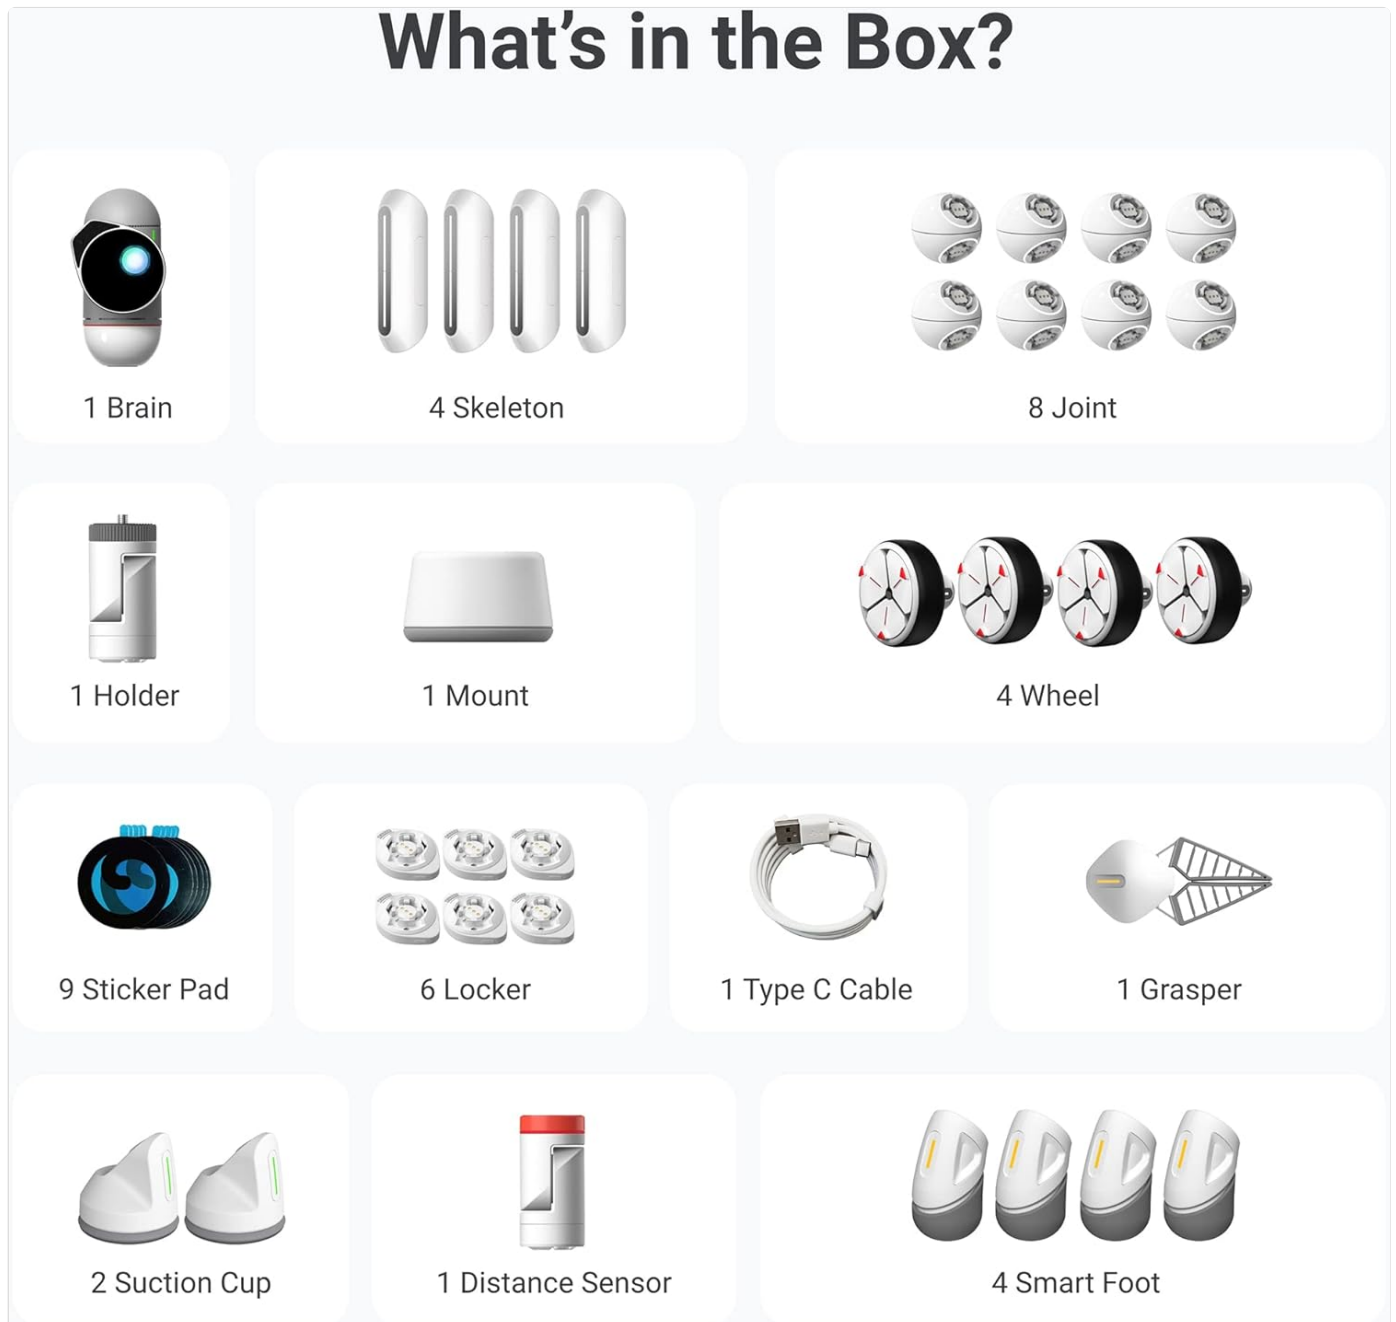 What’s in the Box?
1 Brain
4 Skeleton
8 Joint
1 Holder
1 Mount
4 Wheel
9 Sticker Pad
6 Locker
1 Type C Cable
1 Grasper
2 Suction Cup
1 Distance Sensor
4 Smart Foot